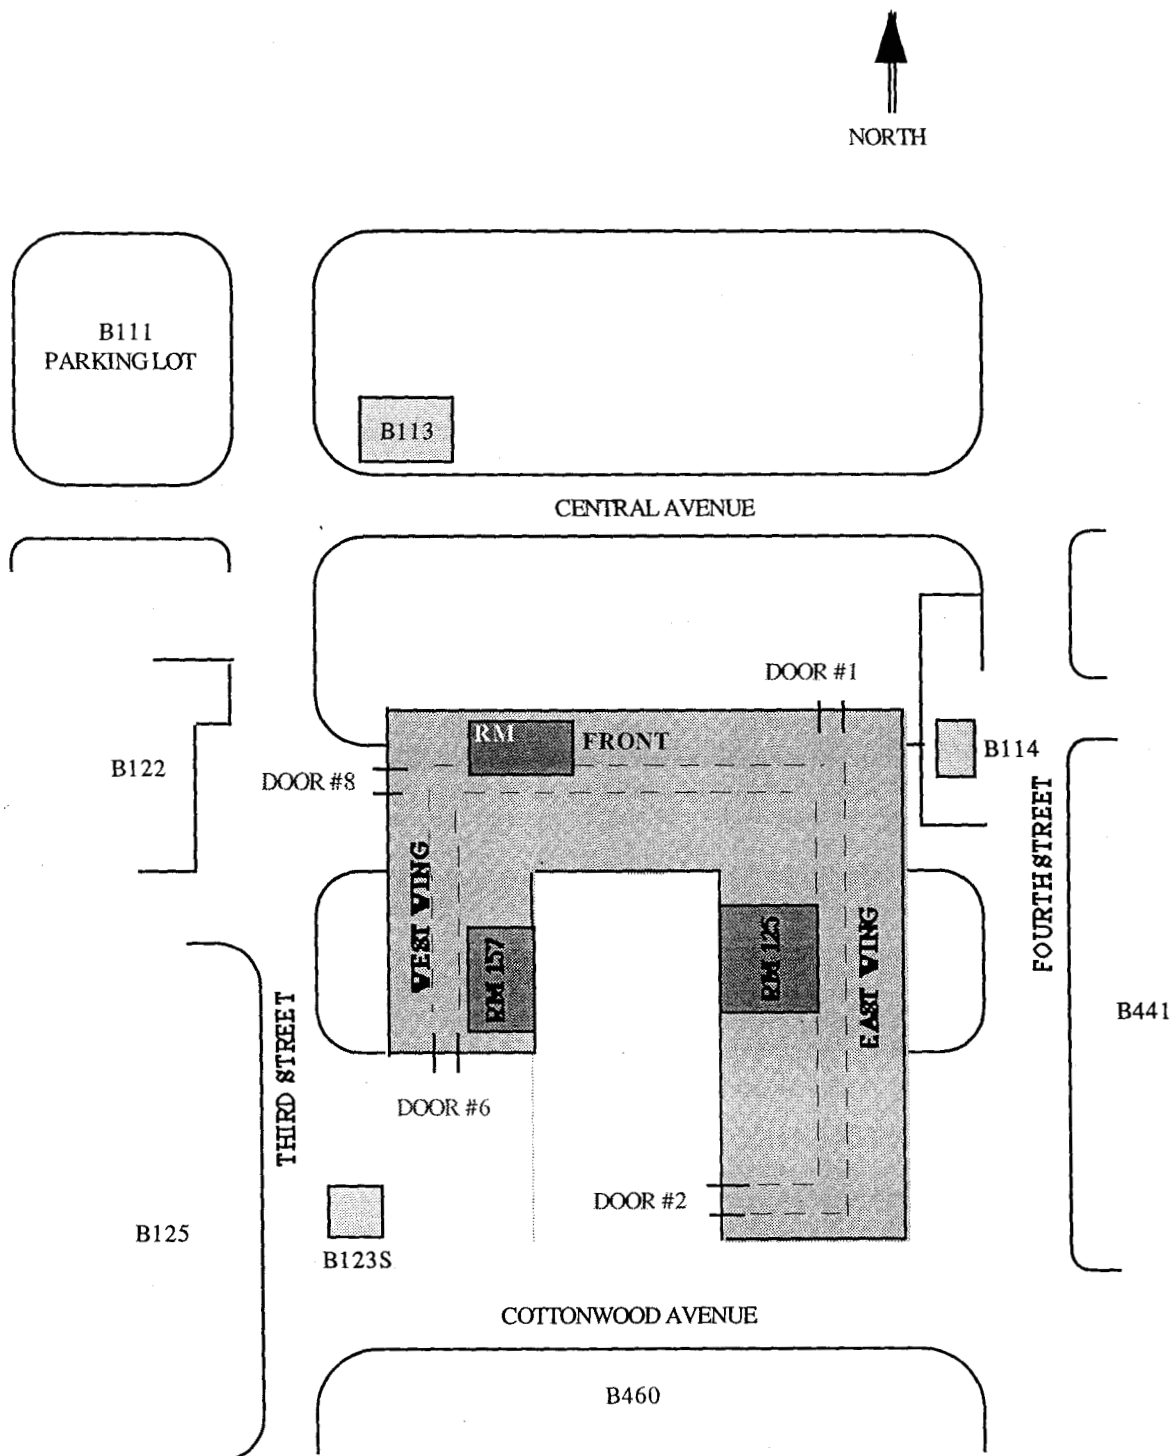 NORTH
B111
PARKING LOT
B113
CENTRAL AVENUE
DOOR #1
RM
FRONT
B114
B122
DOOR #8
WEST WING
RM 157
RM 125
EAST WING
FOURTH STREET
B441
THIRD STREET
DOOR #6
DOOR #2
B125
B123S
COTTONWOOD AVENUE
B460